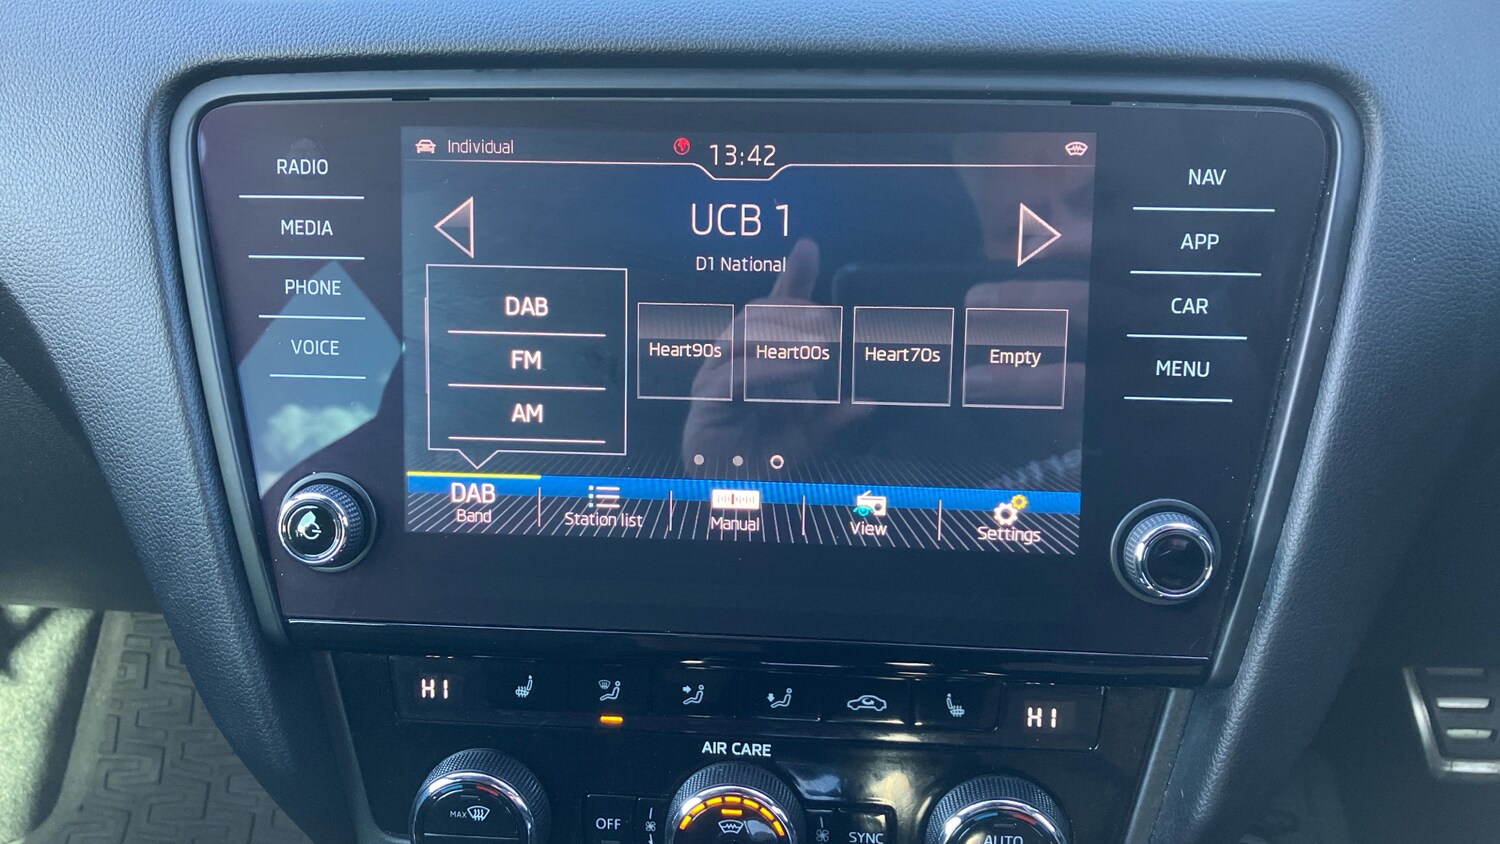 Individual
13:42
RADIO
MEDIA
PHONE
VOICE
UCB 1
D1 National
DAB
FM
AM
Heart90s
Heart00s
Heart70s
Empty
DAB
Band
Station list
Manual
View
Settings
NAV
APP
CAR
MENU
HI
HI
AIR CARE
MAX
OFF
SYNC
AUTO